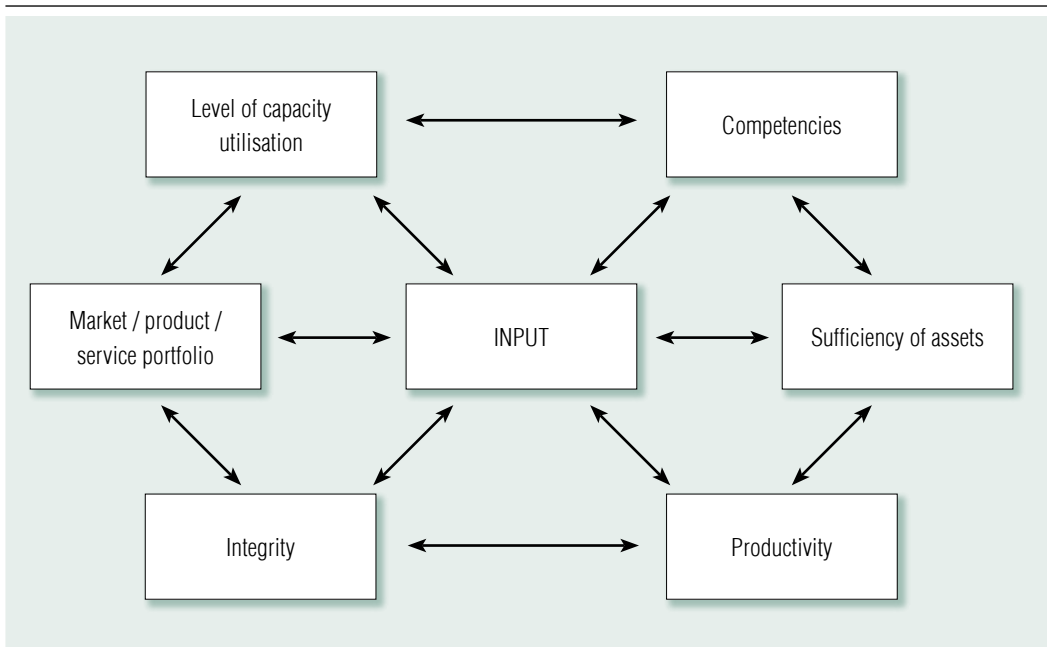 Level of capacity
utilisation
Competencies
Market / product /
service portfolio
INPUT
Sufficiency of assets
Integrity
Productivity